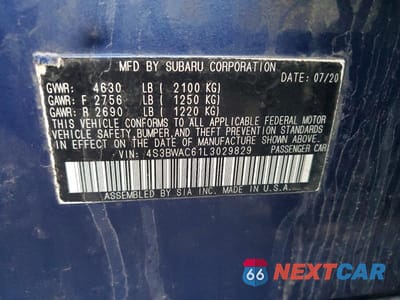 MFD BY SUBARU CORPORATION
DATE: 07/20
GVWR: 4630 LB ( 2100 KG)
GAWR: F 2756 LB ( 1250 KG)
GAWR: R 2690 LB ( 1220 KG)
THIS VEHICLE CONFORMS TO ALL APPLICABLE FEDERAL MOTOR
VEHICLE SAFETY, BUMPER, AND THEFT PREVENTION STANDARDS
IN EFFECT ON THE DATE OF MANUFACTURE SHOWN ABOVE.
VIN: 4S3BWAC61L3029829 PASSENGER CAR
ASSEMBLED BY SIA INC. MADE IN U.S.A.
66 NEXTCAR